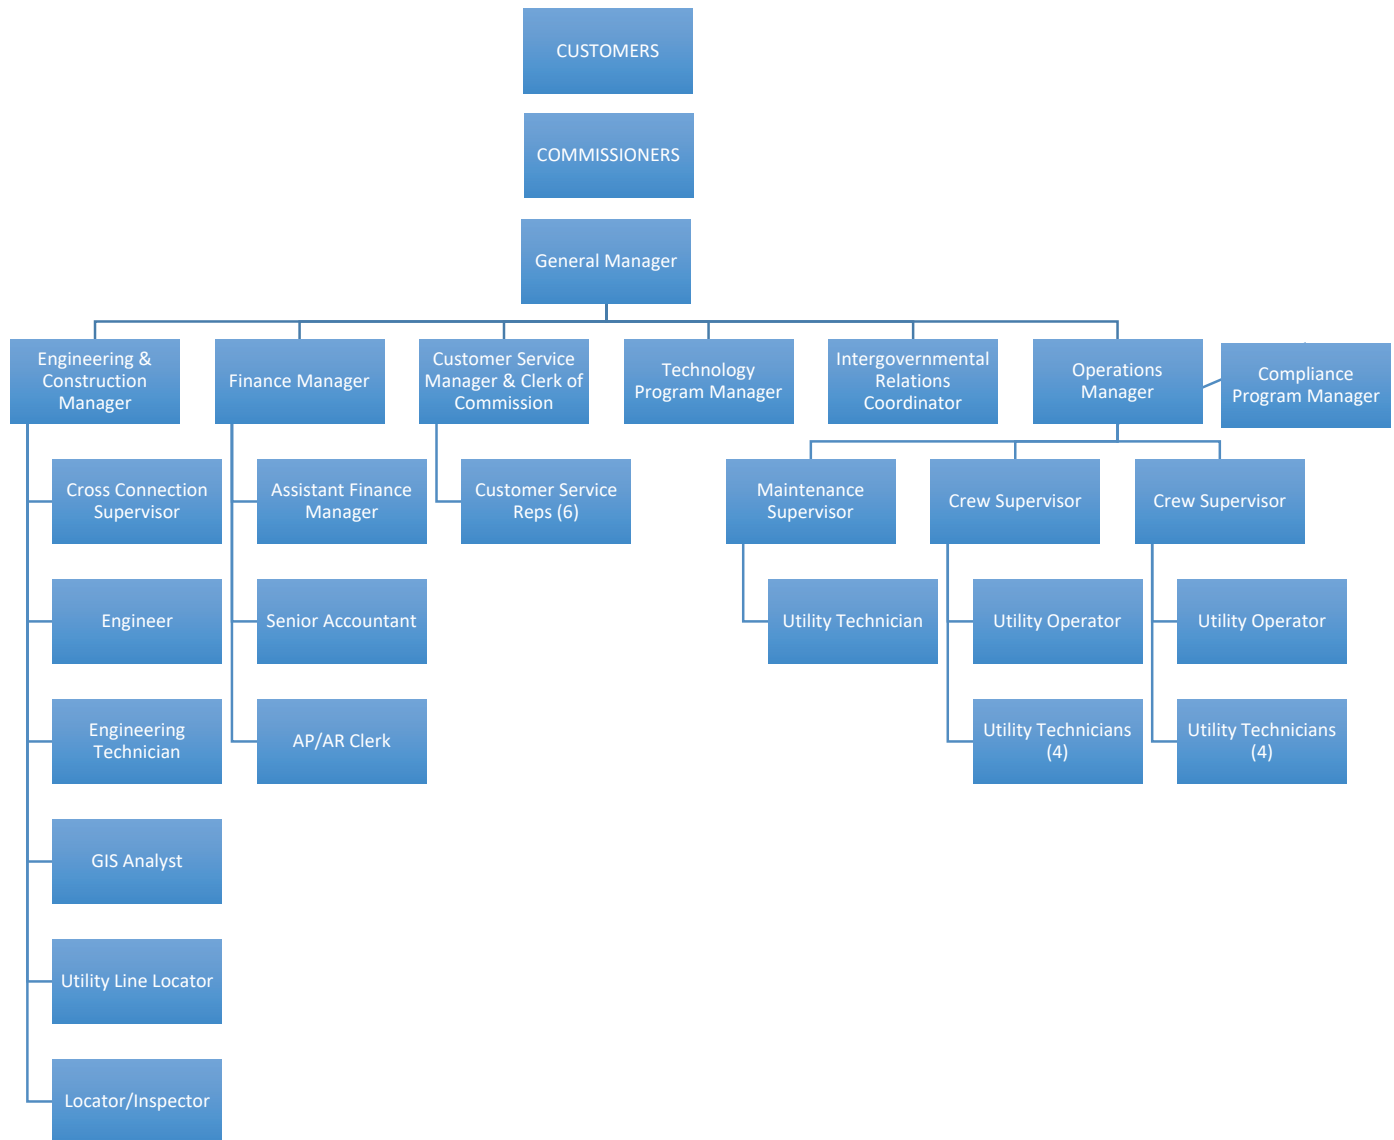 CUSTOMERS
COMMISSIONERS
General Manager
Engineering &
Construction
Manager
Finance Manager
Customer Service
Manager & Clerk of
Commission
Technology
Program Manager
Intergovernmental
Relations
Coordinator
Operations
Manager
Compliance
Program Manager
Cross Connection
Supervisor
Assistant Finance
Manager
Customer Service
Reps (6)
Maintenance
Supervisor
Crew Supervisor
Crew Supervisor
Engineer
Senior Accountant
Utility Technician
Utility Operator
Utility Operator
Engineering
Technician
AP/AR Clerk
Utility Technicians
(4)
Utility Technicians
(4)
GIS Analyst
Utility Line Locator
Locator/Inspector